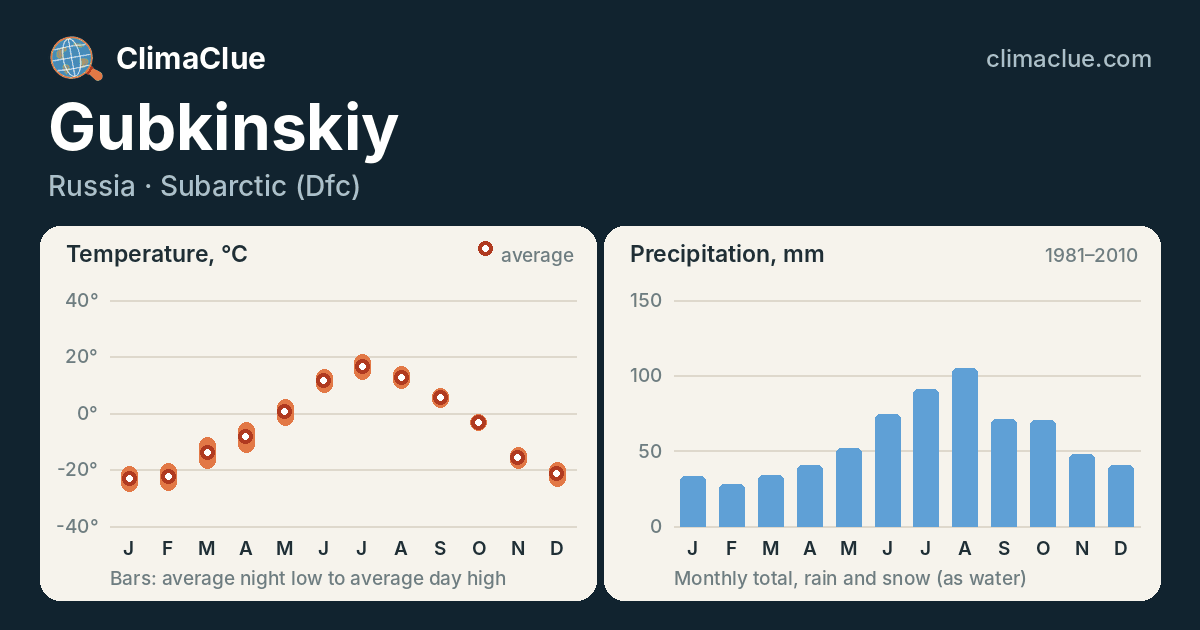 ClimaClue
climaclue.com
Gubkinskiy
Russia · Subarctic (Dfc)
Temperature, °C
average
40°
20°
0°
-20°
-40°
J F M A M J J A S O N D
Bars: average night low to average day high
Precipitation, mm
1981–2010
150
100
50
0
J F M A M J J A S O N D
Monthly total, rain and snow (as water)